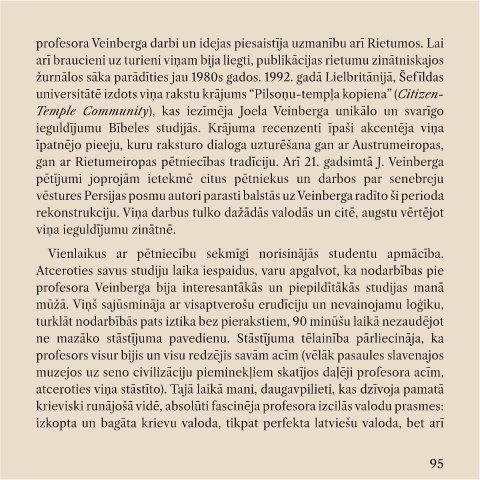 profesora Veinberga darbi un idejas piesaistīja uzmanību arī Rietumos. Lai
arī braucieni uz turieni viņam bija liegti, publikācijas rietumu zinātniskajos
žurnālos sāka parādīties jau 1980s gados. 1992. gadā Lielbritānijā, Šefīldas
universitātē izdots viņa rakstu krājums “Pilsoņu-tempļa kopiena” (Citizen-
Temple Community), kas iezīmēja Joela Veinberga unikālo un svarīgo
ieguldījumu Bībeles studijās. Krājuma recenzenti īpaši akcentēja viņa
īpatnējo pieeju, kuru raksturo dialoga uzturēšana gan ar Austrumeiropas,
gan ar Rietumeiropas pētniecības tradīciju. Arī 21. gadsimtā J. Veinberga
pētījumi joprojām ietekmē citus pētniekus un darbos par senebreju
vēstures Persijas posmu autori parasti balstās uz Veinberga radīto šī perioda
rekonstrukciju. Viņa darbus tulko dažādās valodās un citē, augstu vērtējot
viņa ieguldījumu zinātnē.
Vienlaikus ar pētniecību sekmīgi norisinājās studentu apmācība.
Atceroties savus studiju laika iespaidus, varu apgalvot, ka nodarbības pie
profesora Veinberga bija interesantākās un piepildītākās studijas manā
mūžā. Viņš sajūsmināja ar visaptverošu erudīciju un nevainojamu loģiku,
turklāt nodarbībās pats iztika bez pierakstiem, 90 minūšu laikā nezaudējot
ne mazāko stāstījuma pavedienu. Stāstījuma tēlainība pārliecināja, ka
profesors visur bijis un visu redzējis savām acīm (vēlāk pasaules slavenajos
muzejos uz seno civilizāciju pieminekļiem skatījos daļēji profesora acīm,
atceroties viņa stāstīto). Tajā laikā mani, daugavpilieti, kas dzīvoja pamatā
krieviski runājošā vidē, absolūti fascinēja profesora izcilās valodu prasmes:
izkopta un bagāta krievu valoda, tikpat perfekta latviešu valoda, bet arī
95